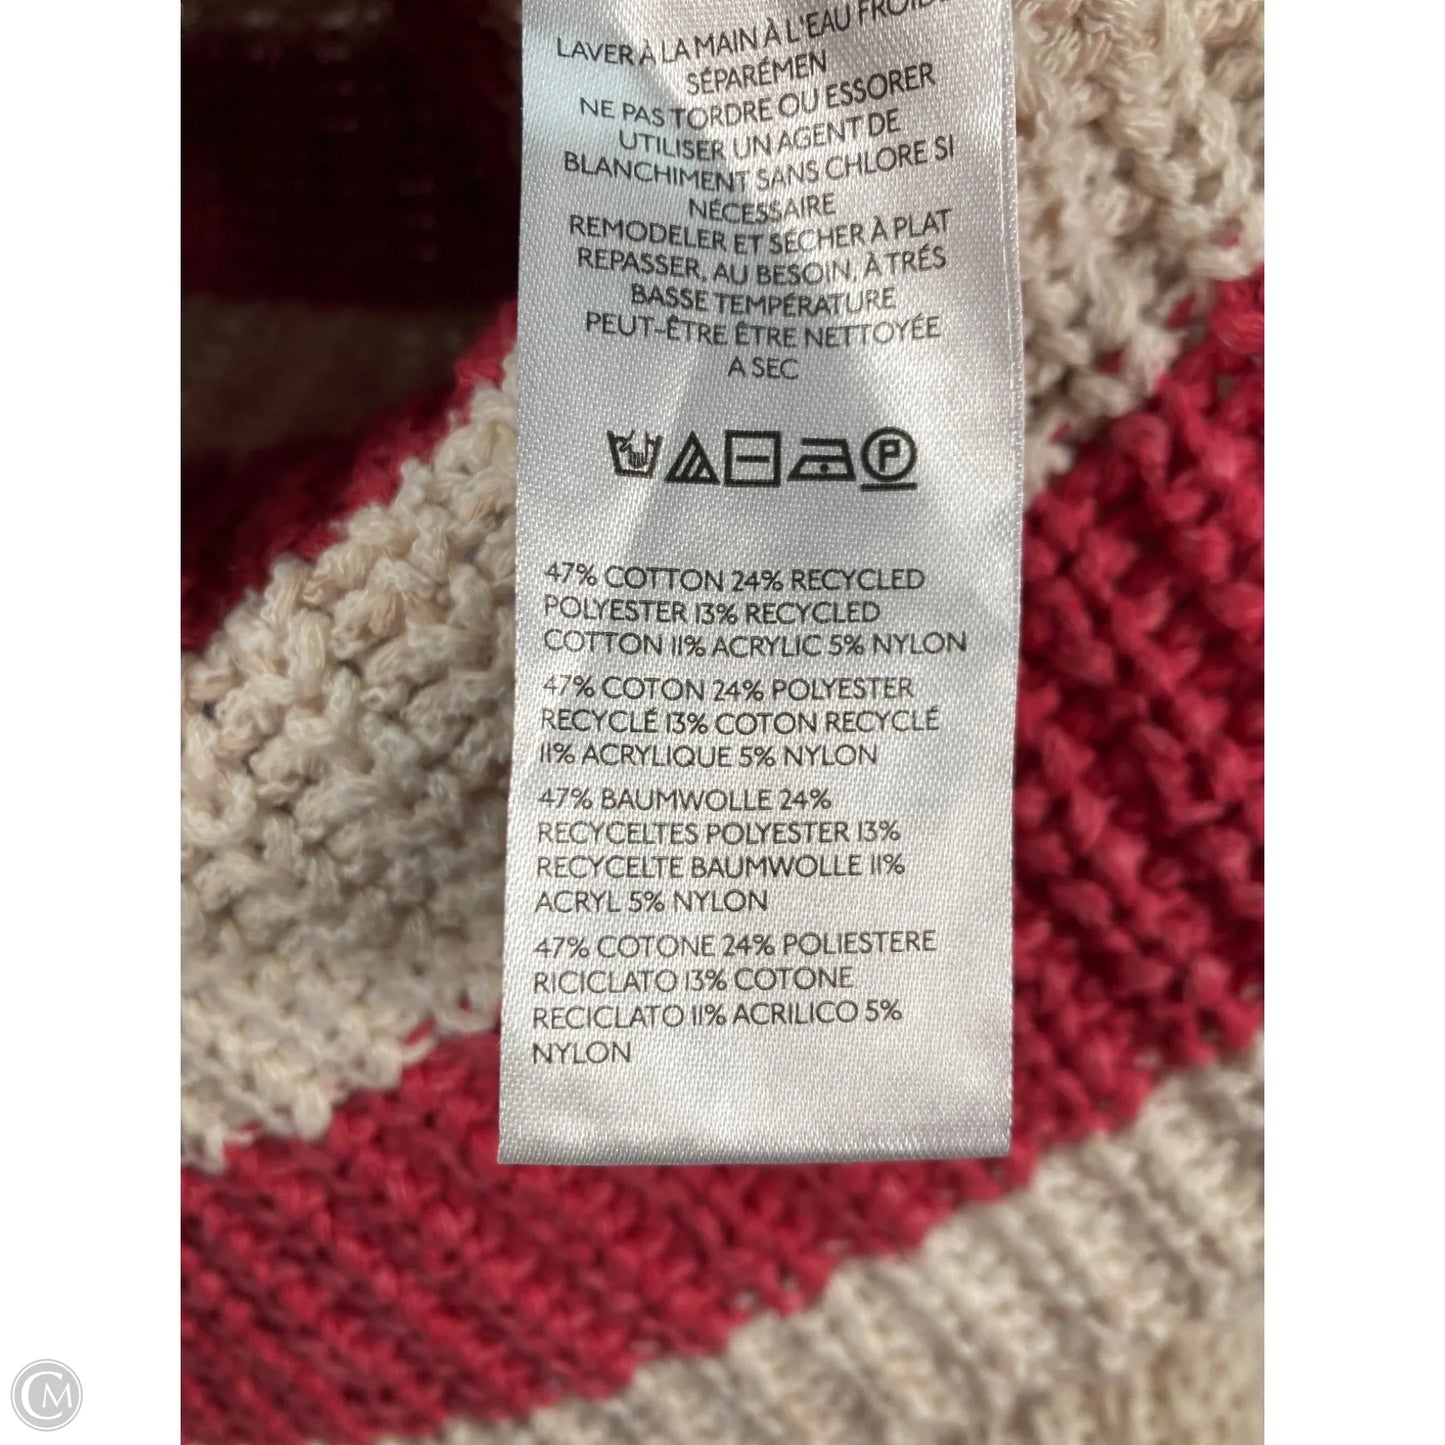 LAVER À LA MAIN À L'EAU FROIDE
SÉPARÉMEN
NE PAS TORDRE OU ESSORER
UTILISER UN AGENT DE
BLANCHIMENT SANS CHLORE SI
NÉCESSAIRE
REMODELER ET SÉCHER À PLAT
REPASSER, AU BESOIN, À TRÉS
BASSE TEMPÉRATURE
PEUT-ÊTRE ÊTRE NETTOYÉE
A SEC
P
47% COTTON 24% RECYCLED
POLYESTER 13% RECYCLED
COTTON 11% ACRYLIC 5% NYLON
47% COTON 24% POLYESTER
RECYCLÉ 13% COTON RECYCLÉ
11% ACRYLIQUE 5% NYLON
47% BAUMWOLLE 24%
RECYCELTES POLYESTER 13%
RECYCELTE BAUMWOLLE 11%
ACRYL 5% NYLON
47% COTONE 24% POLIESTERE
RICICLATO 13% COTONE
RECICLATO 11% ACRILICO 5%
NYLON
CM